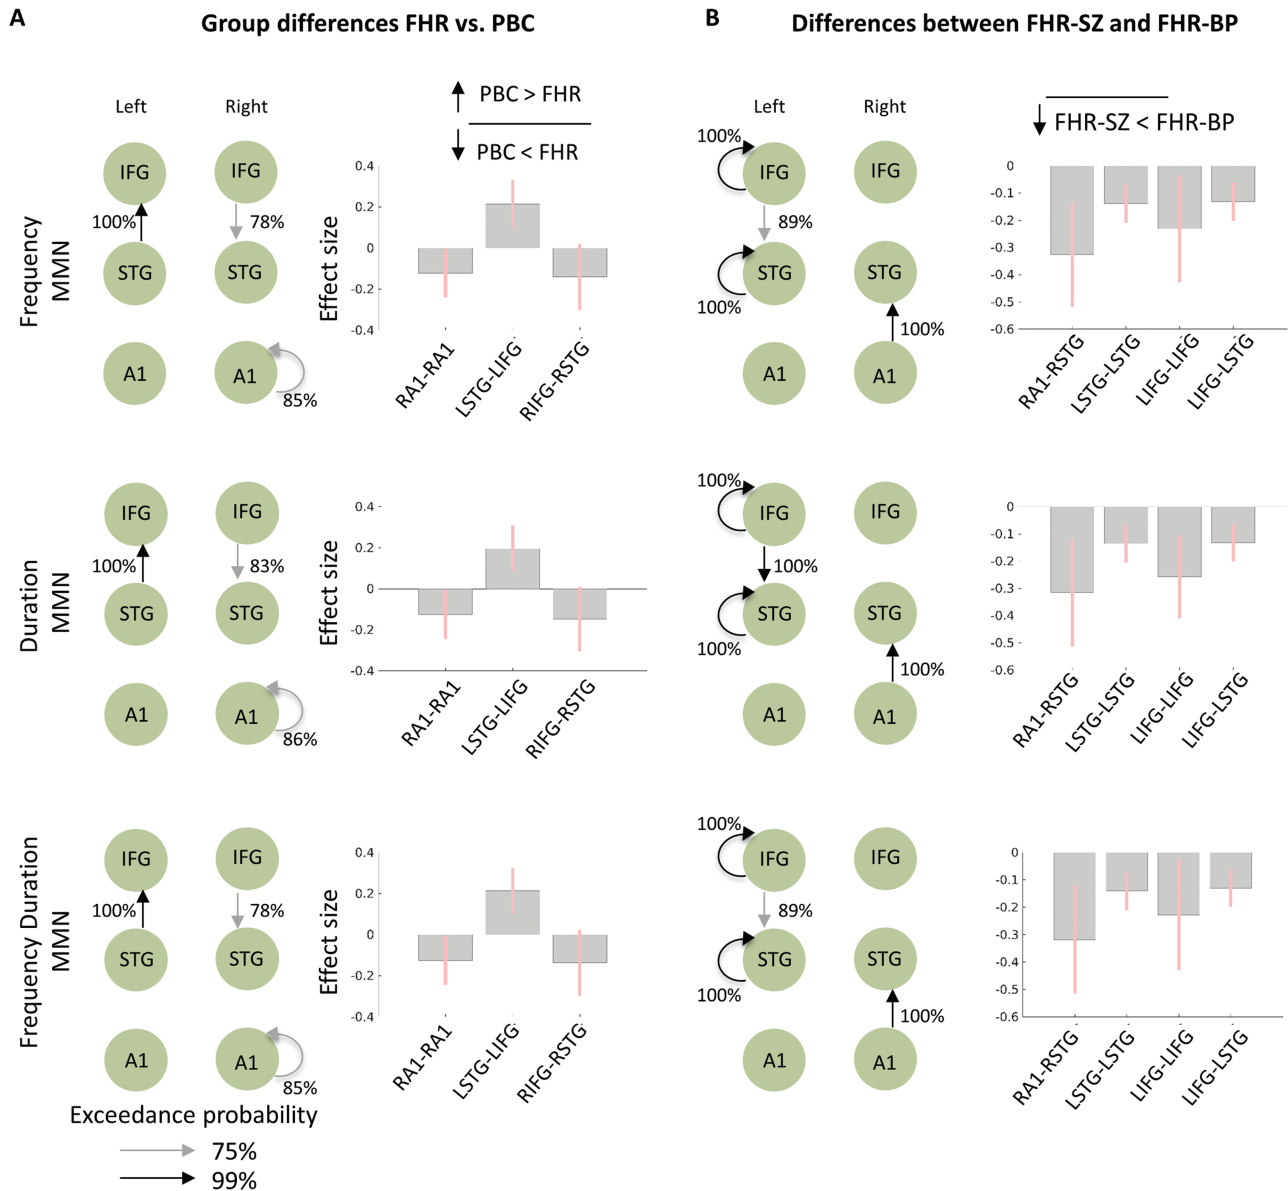 A
Group differences FHR vs. PBC
Left
Right
PBC > FHR
PBC < FHR
Frequency
MMN
IFG
IFG
100%
78%
STG
STG
A1
A1
85%
Effect size
0.4
0.2
0
-0.2
-0.4
RA1-RA1
LSTG-LIFG
RIFG-RSTG
Duration
MMN
IFG
IFG
100%
83%
STG
STG
A1
A1
86%
Effect size
0.4
0.2
0
-0.2
-0.4
RA1-RA1
LSTG-LIFG
RIFG-RSTG
Frequency Duration
MMN
IFG
IFG
100%
78%
STG
STG
A1
A1
85%
Effect size
0.4
0.2
0
-0.2
-0.4
RA1-RA1
LSTG-LIFG
RIFG-RSTG
Exceedance probability
75%
99%
B
Differences between FHR-SZ and FHR-BP
Left
Right
FHR-SZ < FHR-BP
100%
IFG
IFG
89%
STG
STG
100%
100%
A1
A1
0
-0.1
-0.2
-0.3
-0.4
-0.5
-0.6
RA1-RSTG
LSTG-LSTG
LIFG-LIFG
LIFG-LSTG
100%
IFG
IFG
100%
STG
STG
100%
100%
A1
A1
0
-0.1
-0.2
-0.3
-0.4
-0.5
-0.6
RA1-RSTG
LSTG-LSTG
LIFG-LIFG
LIFG-LSTG
100%
IFG
IFG
89%
STG
STG
100%
100%
A1
A1
0
-0.1
-0.2
-0.3
-0.4
-0.5
-0.6
RA1-RSTG
LSTG-LSTG
LIFG-LIFG
LIFG-LSTG